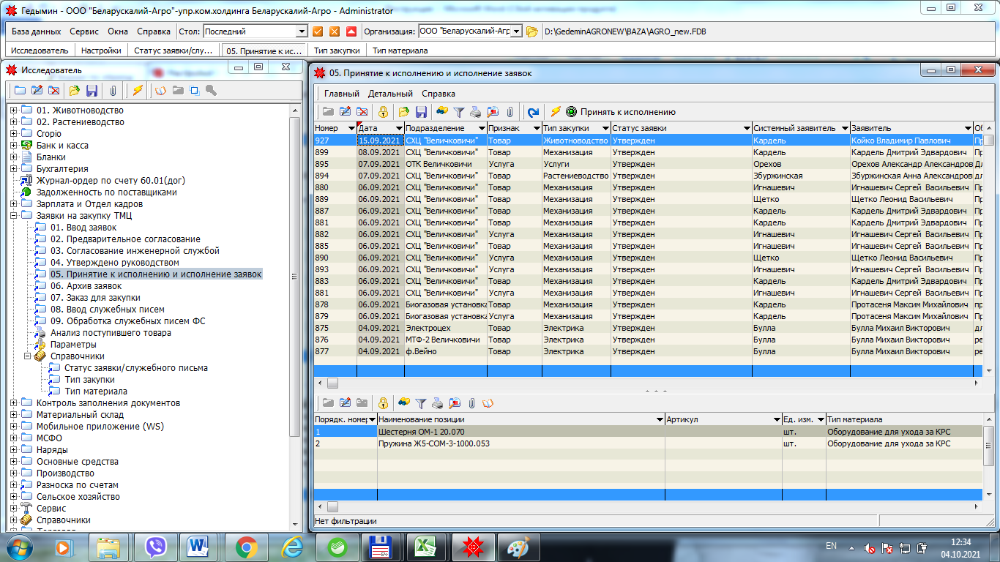 Гедымин - ООО "Беларускалий-Агро"-упр.ком.холдинга Беларускалий-Агро - Administrator
База данных Сервис Окна Справка Стол: Последний Организация: ООО "Беларускалий-Агр D:\GedeminAGRONEW\BAZA\AGRO_new.FDB
Исследователь Настройки Статус заявки/слу... 05. Принятие к ис... Тип закупки Тип материала
Исследователь
01. Животноводство
02. Растениеводство
Cropio
Банк и касса
Бланки
Бухгалтерия
Журнал-ордер по счету 60.01(дог)
Задолженность по поставщикам
Зарплата и Отдел кадров
Заявки на закупку ТМЦ
01. Ввод заявок
02. Предварительное согласование
03. Согласование инженерной службой
04. Утверждено руководством
05. Принятие к исполнению и исполнение заявок
06. Архив заявок
07. Заказ для закупки
08. Ввод служебных писем
09. Обработка служебных писем ФС
Анализ поступившего товара
Параметры
Справочники
Статус заявки/служебного письма
Тип закупки
Тип материала
Контроль заполнения документов
Материальный склад
Мобильное приложение (WS)
МСФО
Наряды
Основные средства
Производство
Разноска по счетам
Сельское хозяйство
Сервис
Справочники
05. Принятие к исполнению и исполнение заявок
Главный Детальный Справка
Принять к исполнению
Номер Дата Подразделение Признак Тип закупки Статус заявки Системный заявитель Заявитель Об
927 15.09.2021 СХЦ "Величковичи" Товар Животноводство Утвержден Кардель Койко Владимир Павлович Пр
899 08.09.2021 СХЦ "Величковичи" Товар Механизация Утвержден Кардель Кардель Дмитрий Эдвардович Пр
895 07.09.2021 ОТК Величковичи Услуга Услуги Утвержден Орехов Орехов Александр Александров Дл
894 07.09.2021 СХЦ "Величковичи" Товар Растениеводство Утвержден Збуржинская Збуржинская Анна Александров дл
880 06.09.2021 СХЦ "Величковичи" Товар Механизация Утвержден Игнашевич Игнашевич Сергей Васильевич Пр
889 06.09.2021 СХЦ "Величковичи" Товар Механизация Утвержден Щетко Щетко Леонид Васильевич Пр
887 06.09.2021 СХЦ "Величковичи" Товар Механизация Утвержден Кардель Кардель Дмитрий Эдвардович Пр
881 06.09.2021 СХЦ "Величковичи" Товар Механизация Утвержден Кардель Кардель Дмитрий Эдвардович Пр
882 06.09.2021 СХЦ "Величковичи" Услуга Механизация Утвержден Игнашевич Игнашевич Сергей Васильевич Пр
885 06.09.2021 СХЦ "Величковичи" Товар Механизация Утвержден Игнашевич Игнашевич Сергей Васильевич Пр
890 06.09.2021 СХЦ "Величковичи" Услуга Механизация Утвержден Щетко Щетко Леонид Васильевич Пр
893 06.09.2021 СХЦ "Величковичи" Услуга Механизация Утвержден Игнашевич Игнашевич Сергей Васильевич Пр
883 06.09.2021 СХЦ "Величковичи" Товар Механизация Утвержден Кардель Кардель Дмитрий Эдвардович Пр
881 06.09.2021 СХЦ "Величковичи" Услуга Механизация Утвержден Игнашевич Игнашевич Сергей Васильевич Пр
878 06.09.2021 Биогазовая установка Товар Механизация Утвержден Кардель Протасеня Максим Михайлович пр
879 06.09.2021 Биогазовая установка Услуга Механизация Утвержден Кардель Протасеня Максим Михайлович Пр
875 04.09.2021 Электроцех Товар Электрика Утвержден Булла Булла Михаил Викторович дл
876 04.09.2021 МТФ-2 Величковичи Товар Электрика Утвержден Булла Булла Михаил Викторович ре
877 04.09.2021 ф.Вейно Товар Электрика Утвержден Булла Булла Михаил Викторович ре
Порядк. номер Наименование позиции Артикул Ед. изм. Тип материала
1 Шестерня ОМ-1 20.070 шт. Оборудование для ухода за КРС
2 Пружина Ж5-СОМ-3-1000.053 шт. Оборудование для ухода за КРС
Нет фильтрации
EN 12:34
04.10.2021